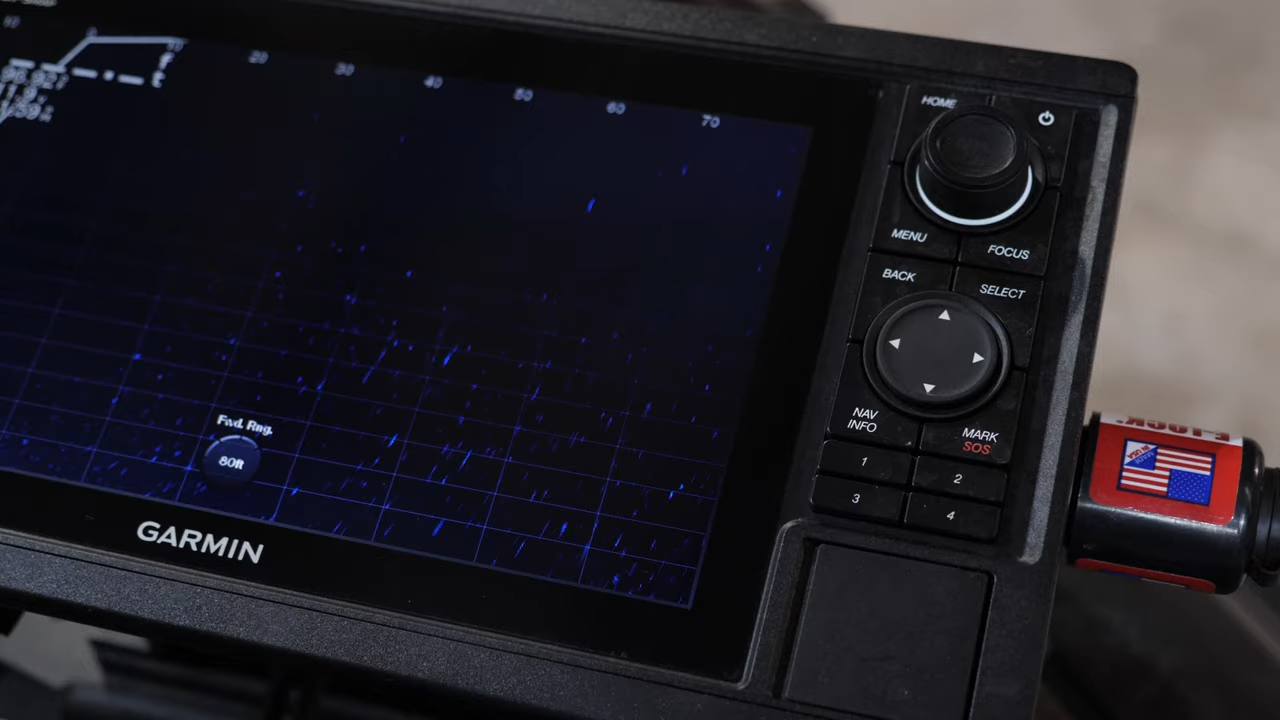 20
30
40
50
60
70
Fwd. Rng.
80ft
GARMIN
HOME
MENU
FOCUS
BACK
SELECT
NAV
INFO
MARK
SOS
1
2
3
4